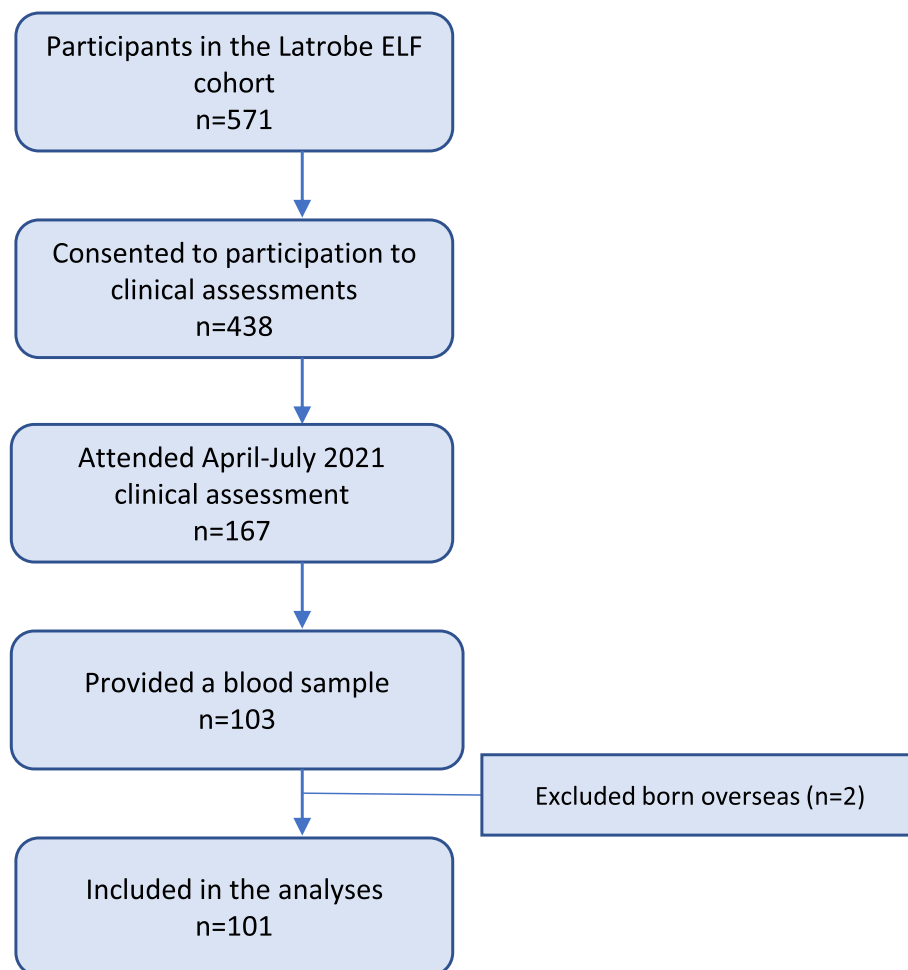 Participants in the Latrobe ELF
cohort
n=571
Consented to participation to
clinical assessments
n=438
Attended April-July 2021
clinical assessment
n=167
Provided a blood sample
n=103
Excluded born overseas (n=2)
Included in the analyses
n=101